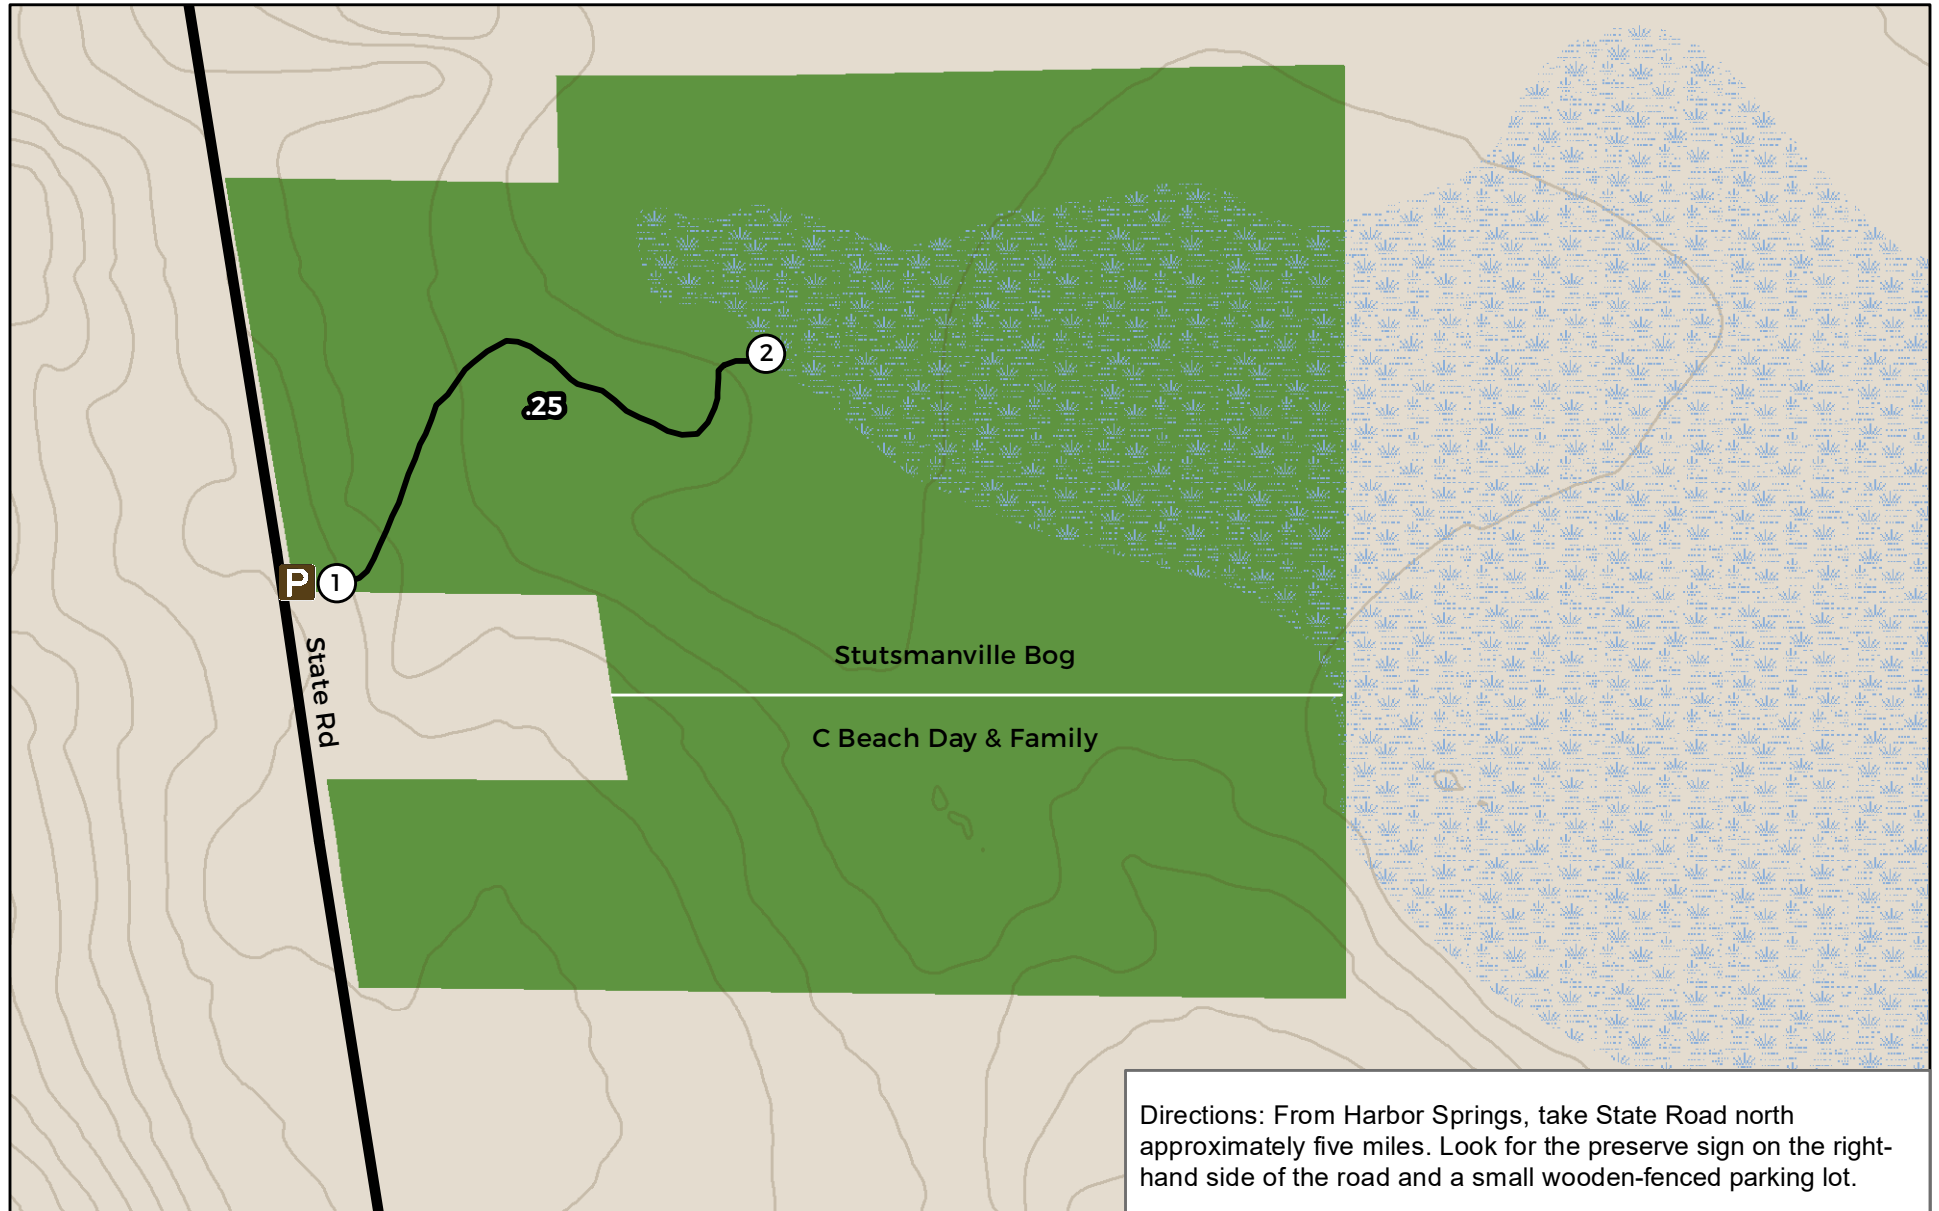 2
.25
P
1
State Rd
Stutsmanville Bog
C Beach Day & Family
Directions: From Harbor Springs, take State Road north
approximately five miles. Look for the preserve sign on the right-
hand side of the road and a small wooden-fenced parking lot.